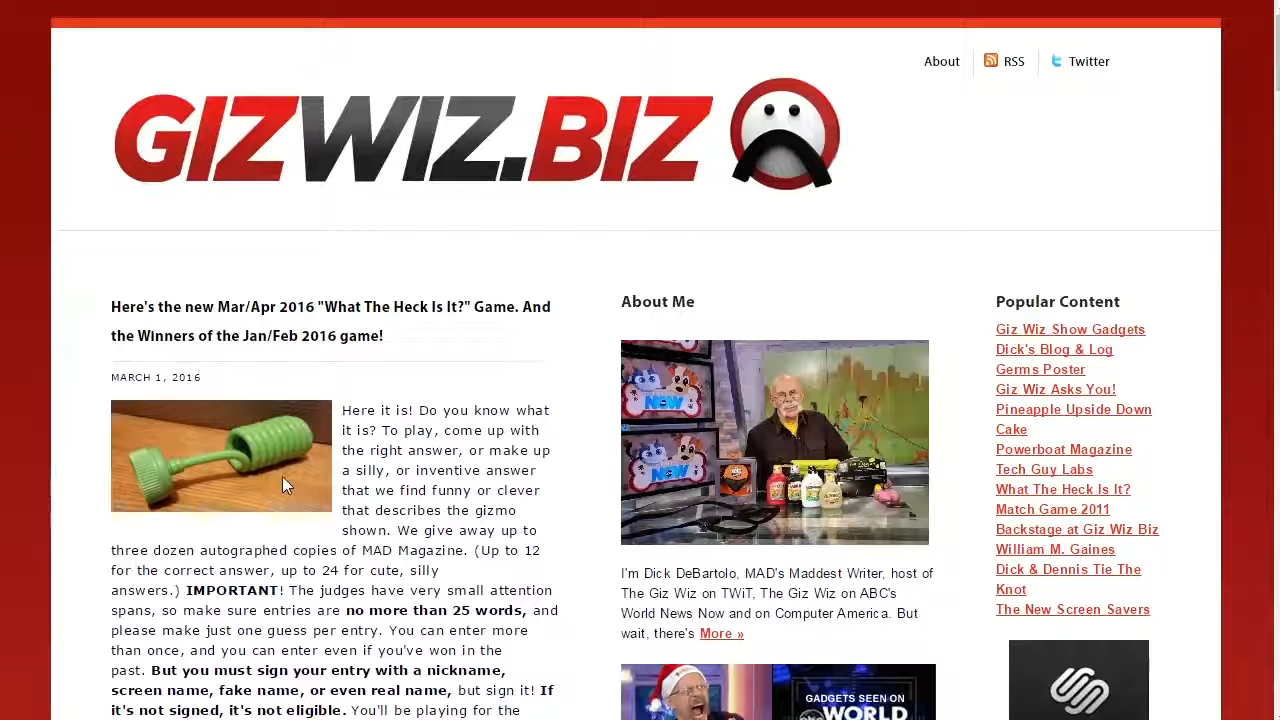 About
RSS
Twitter
GIZWIZ.BIZ
Here's the new Mar/Apr 2016 "What The Heck Is It?" Game. And
the Winners of the Jan/Feb 2016 game!
MARCH 1, 2016
Here it is! Do you know what
it is? To play, come up with
the right answer, or make up
a silly, or inventive answer
that we find funny or clever
that describes the gizmo
shown. We give away up to
three dozen autographed copies of MAD Magazine. (Up to 12
for the correct answer, up to 24 for cute, silly
answers.) IMPORTANT! The judges have very small attention
spans, so make sure entries are no more than 25 words, and
please make just one guess per entry. You can enter more
than once, and you can enter even if you've won in the
past. But you must sign your entry with a nickname,
screen name, fake name, or even real name, but sign it! If
it's not signed, it's not eligible. You'll be playing for the
About Me
NOW
NOW
I'm Dick DeBartolo, MAD's Maddest Writer, host of
The Giz Wiz on TWiT, The Giz Wiz on ABC's
World News Now and on Computer America. But
wait, there's More »
GADGETS SEEN ON
abc WORLD
Popular Content
Giz Wiz Show Gadgets
Dick's Blog & Log
Germs Poster
Giz Wiz Asks You!
Pineapple Upside Down
Cake
Powerboat Magazine
Tech Guy Labs
What The Heck Is It?
Match Game 2011
Backstage at Giz Wiz Biz
William M. Gaines
Dick & Dennis Tie The
Knot
The New Screen Savers